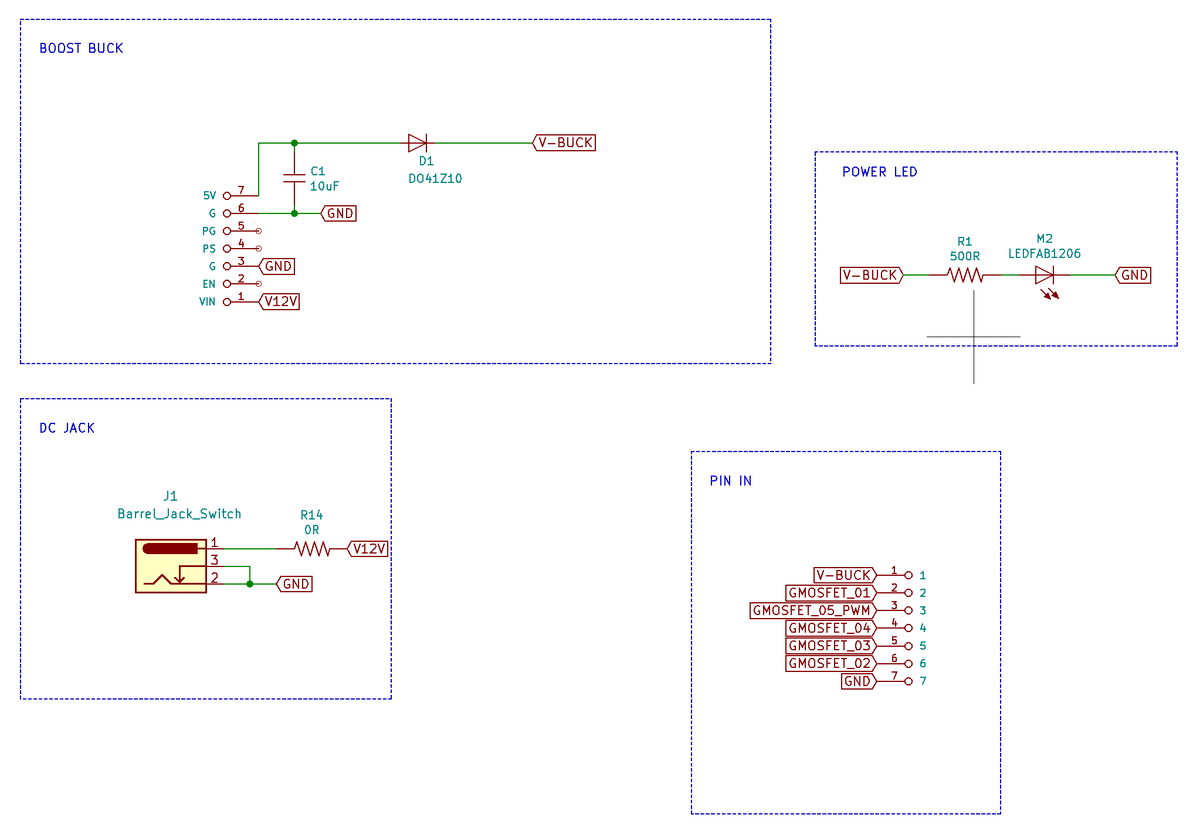 BOOST BUCK
V-BUCK
D1
DO41Z10
C1
10uF
5V 7
G 6 GND
PG 5
PS 4
G 3 GND
EN 2
VIN 1 V12V
POWER LED
R1
500R
M2
LEDFAB1206
V-BUCK GND
DC JACK
J1
Barrel_Jack_Switch
R14
0R
1 V12V
3
2 GND
PIN IN
V-BUCK 1 1
GMOSFET_01 2 2
GMOSFET_05_PWM 3 3
GMOSFET_04 4 4
GMOSFET_03 5 5
GMOSFET_02 6 6
GND 7 7